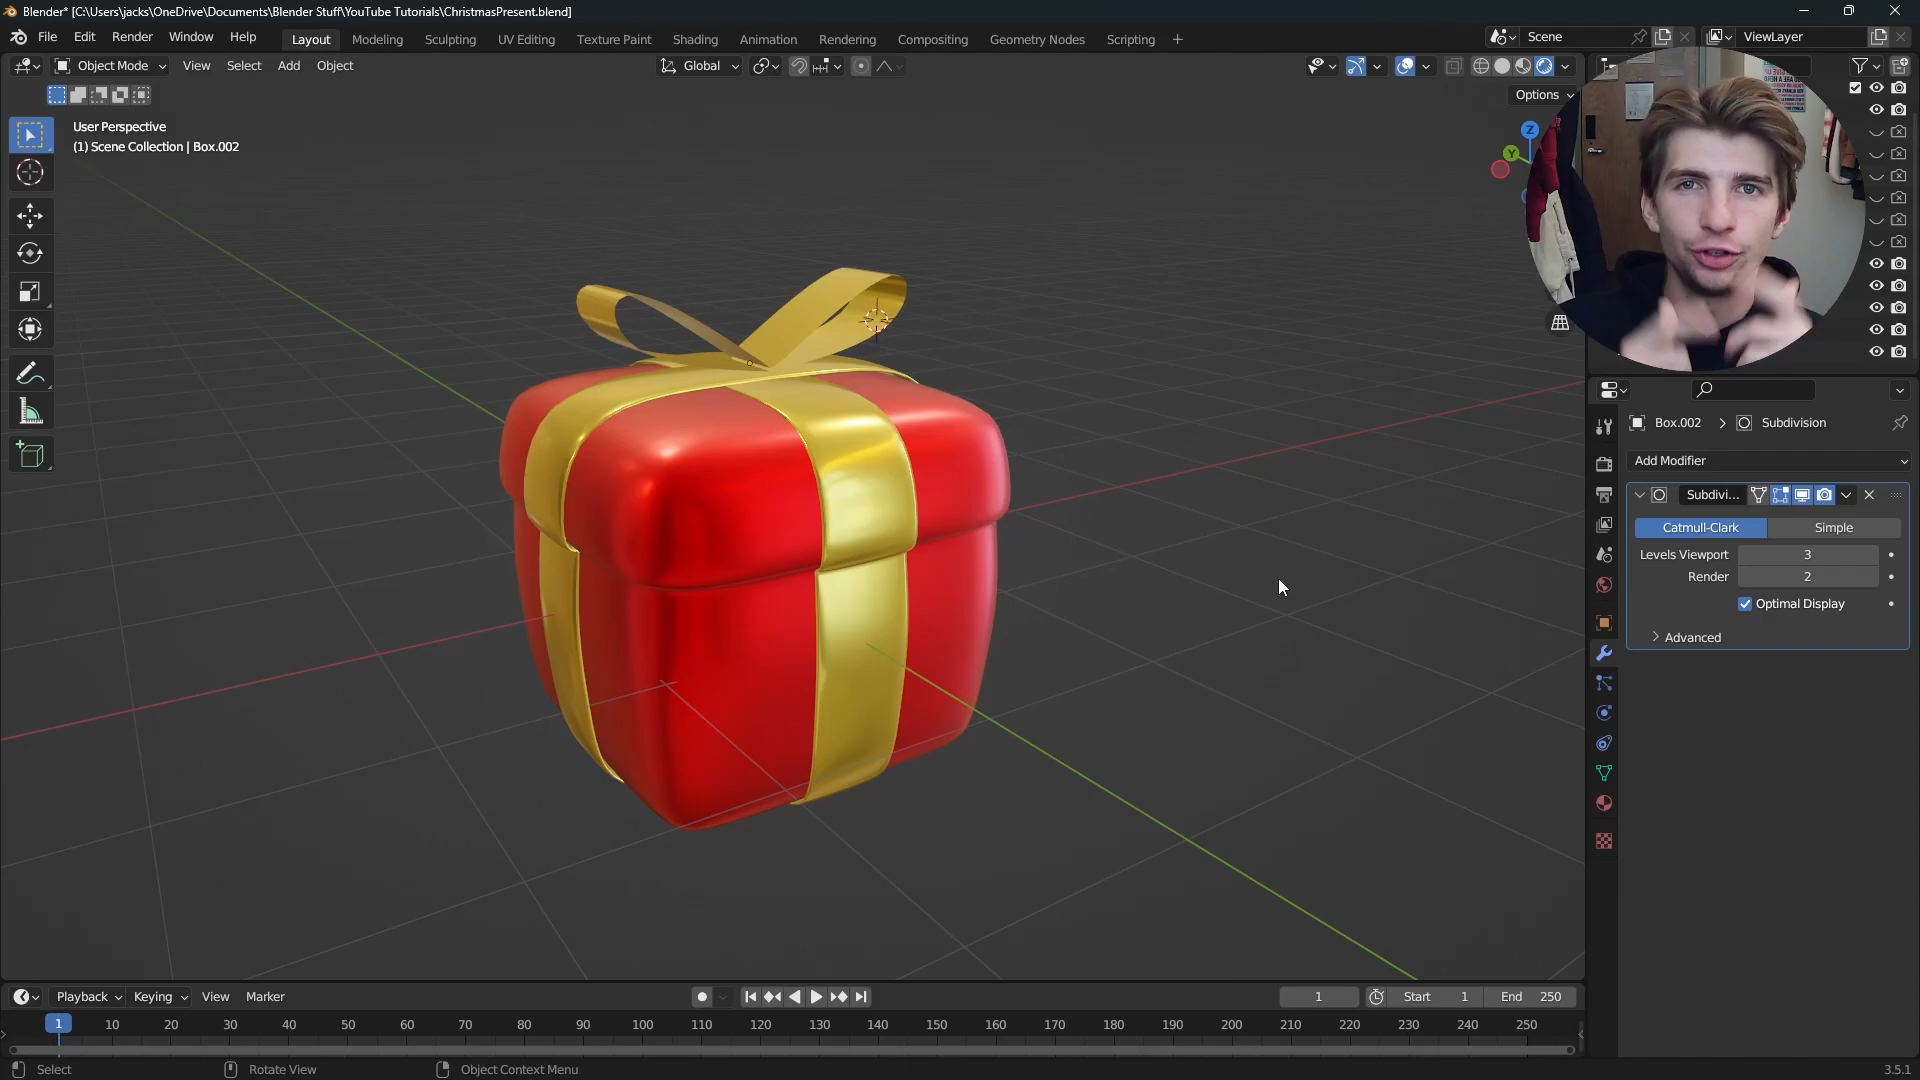 Blender* [C:\Users\jacks\OneDrive\Documents\Blender Stuff\YouTube Tutorials\ChristmasPresent.blend]
File Edit Render Window Help Layout Modeling Sculpting UV Editing Texture Paint Shading Animation Rendering Compositing Geometry Nodes Scripting + Scene ViewLayer
Object Mode View Select Add Object Global
Options
User Perspective
(1) Scene Collection | Box.002
Z
Y
Box.002 > Subdivision
Add Modifier
Subdivi...
Catmull-Clark Simple
Levels Viewport 3
Render 2
Optimal Display
Advanced
Playback Keying View Marker 1 Start 1 End 250
1 10 20 30 40 50 60 70 80 90 100 110 120 130 140 150 160 170 180 190 200 210 220 230 240 250
Select Rotate View Object Context Menu 3.5.1